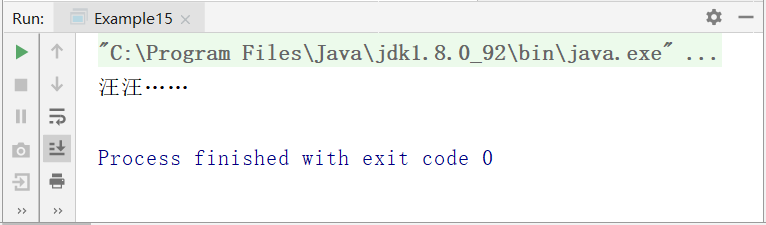 Run: Example15
"C:\Program Files\Java\jdk1.8.0_92\bin\java.exe" ...
汪汪……
Process finished with exit code 0